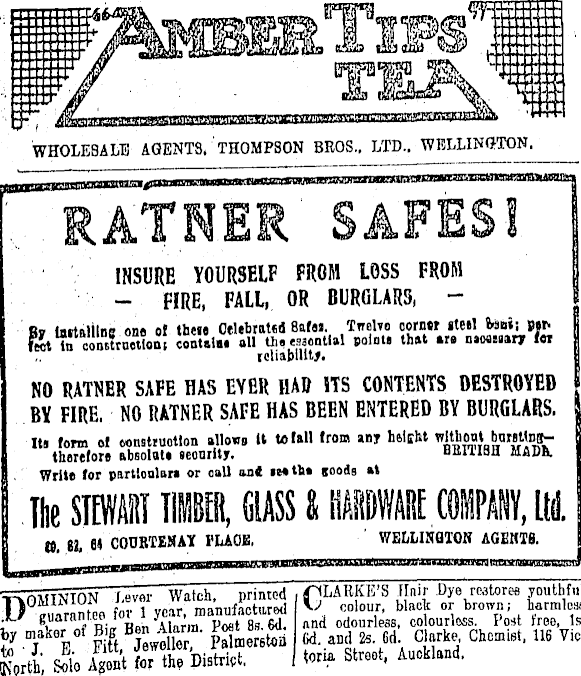 "AMBER TIPS"
TEA
WHOLESALE AGENTS, THOMPSON BROS., LTD., WELLINGTON.
RATNER SAFES!
INSURE YOURSELF FROM LOSS FROM
— FIRE, FALL, OR BURGLARS, —
By installing one of these Celebrated Safes. Twelve corner steel bent; per-
fect in construction; contains all the essential points that are necessary for
reliability.
NO RATNER SAFE HAS EVER HAD ITS CONTENTS DESTROYED
BY FIRE. NO RATNER SAFE HAS BEEN ENTERED BY BURGLARS.
Its form of construction allows it to fall from any height without bursting—
therefore absolute security. BRITISH MADE.
Write for particulars or call and see the goods at
The STEWART TIMBER, GLASS & HARDWARE COMPANY, Ltd.
60, 62, 64 COURTENAY PLACE, WELLINGTON AGENTS.
DOMINION Lever Watch, printed
guarantee for 1 year, manufactured
by maker of Big Ben Alarm. Post 8s. 6d.
to J. E. Fitt, Jeweller, Palmerston
North, Solo Agent for the District.
CLARKE'S Hair Dye restores youthfu
colour, black or brown; harmless
and odourless, colourless. Post free, 1s
6d. and 2s. 6d. Clarke, Chemist, 116 Vic
toria Street, Auckland.